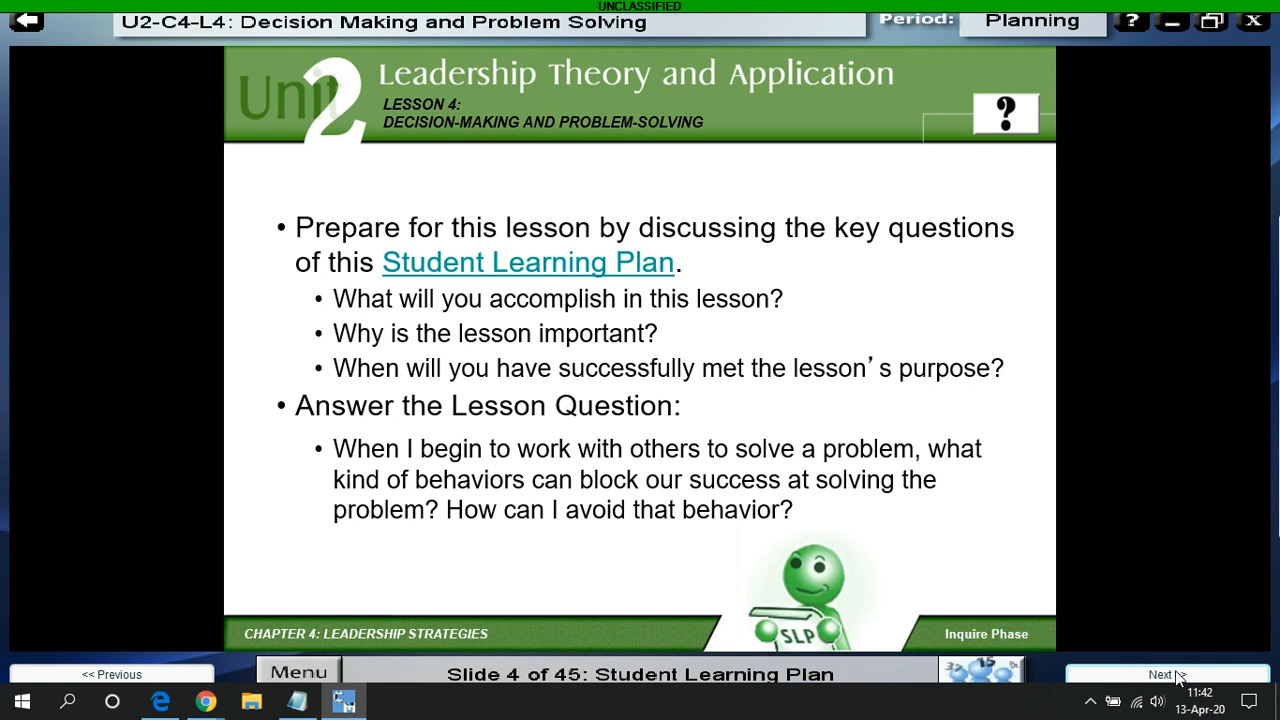 UNCLASSIFIED
U2-C4-L4: Decision Making and Problem Solving
Period:
Planning
?
X
Unit 2
Leadership Theory and Application
LESSON 4:
DECISION-MAKING AND PROBLEM-SOLVING
?
• Prepare for this lesson by discussing the key questions
of this Student Learning Plan.
• What will you accomplish in this lesson?
• Why is the lesson important?
• When will you have successfully met the lesson’s purpose?
• Answer the Lesson Question:
• When I begin to work with others to solve a problem, what
kind of behaviors can block our success at solving the
problem? How can I avoid that behavior?
SLP
CHAPTER 4: LEADERSHIP STRATEGIES
Inquire Phase
<< Previous
Menu
Slide 4 of 45: Student Learning Plan
Next >>
11:42
13-Apr-20